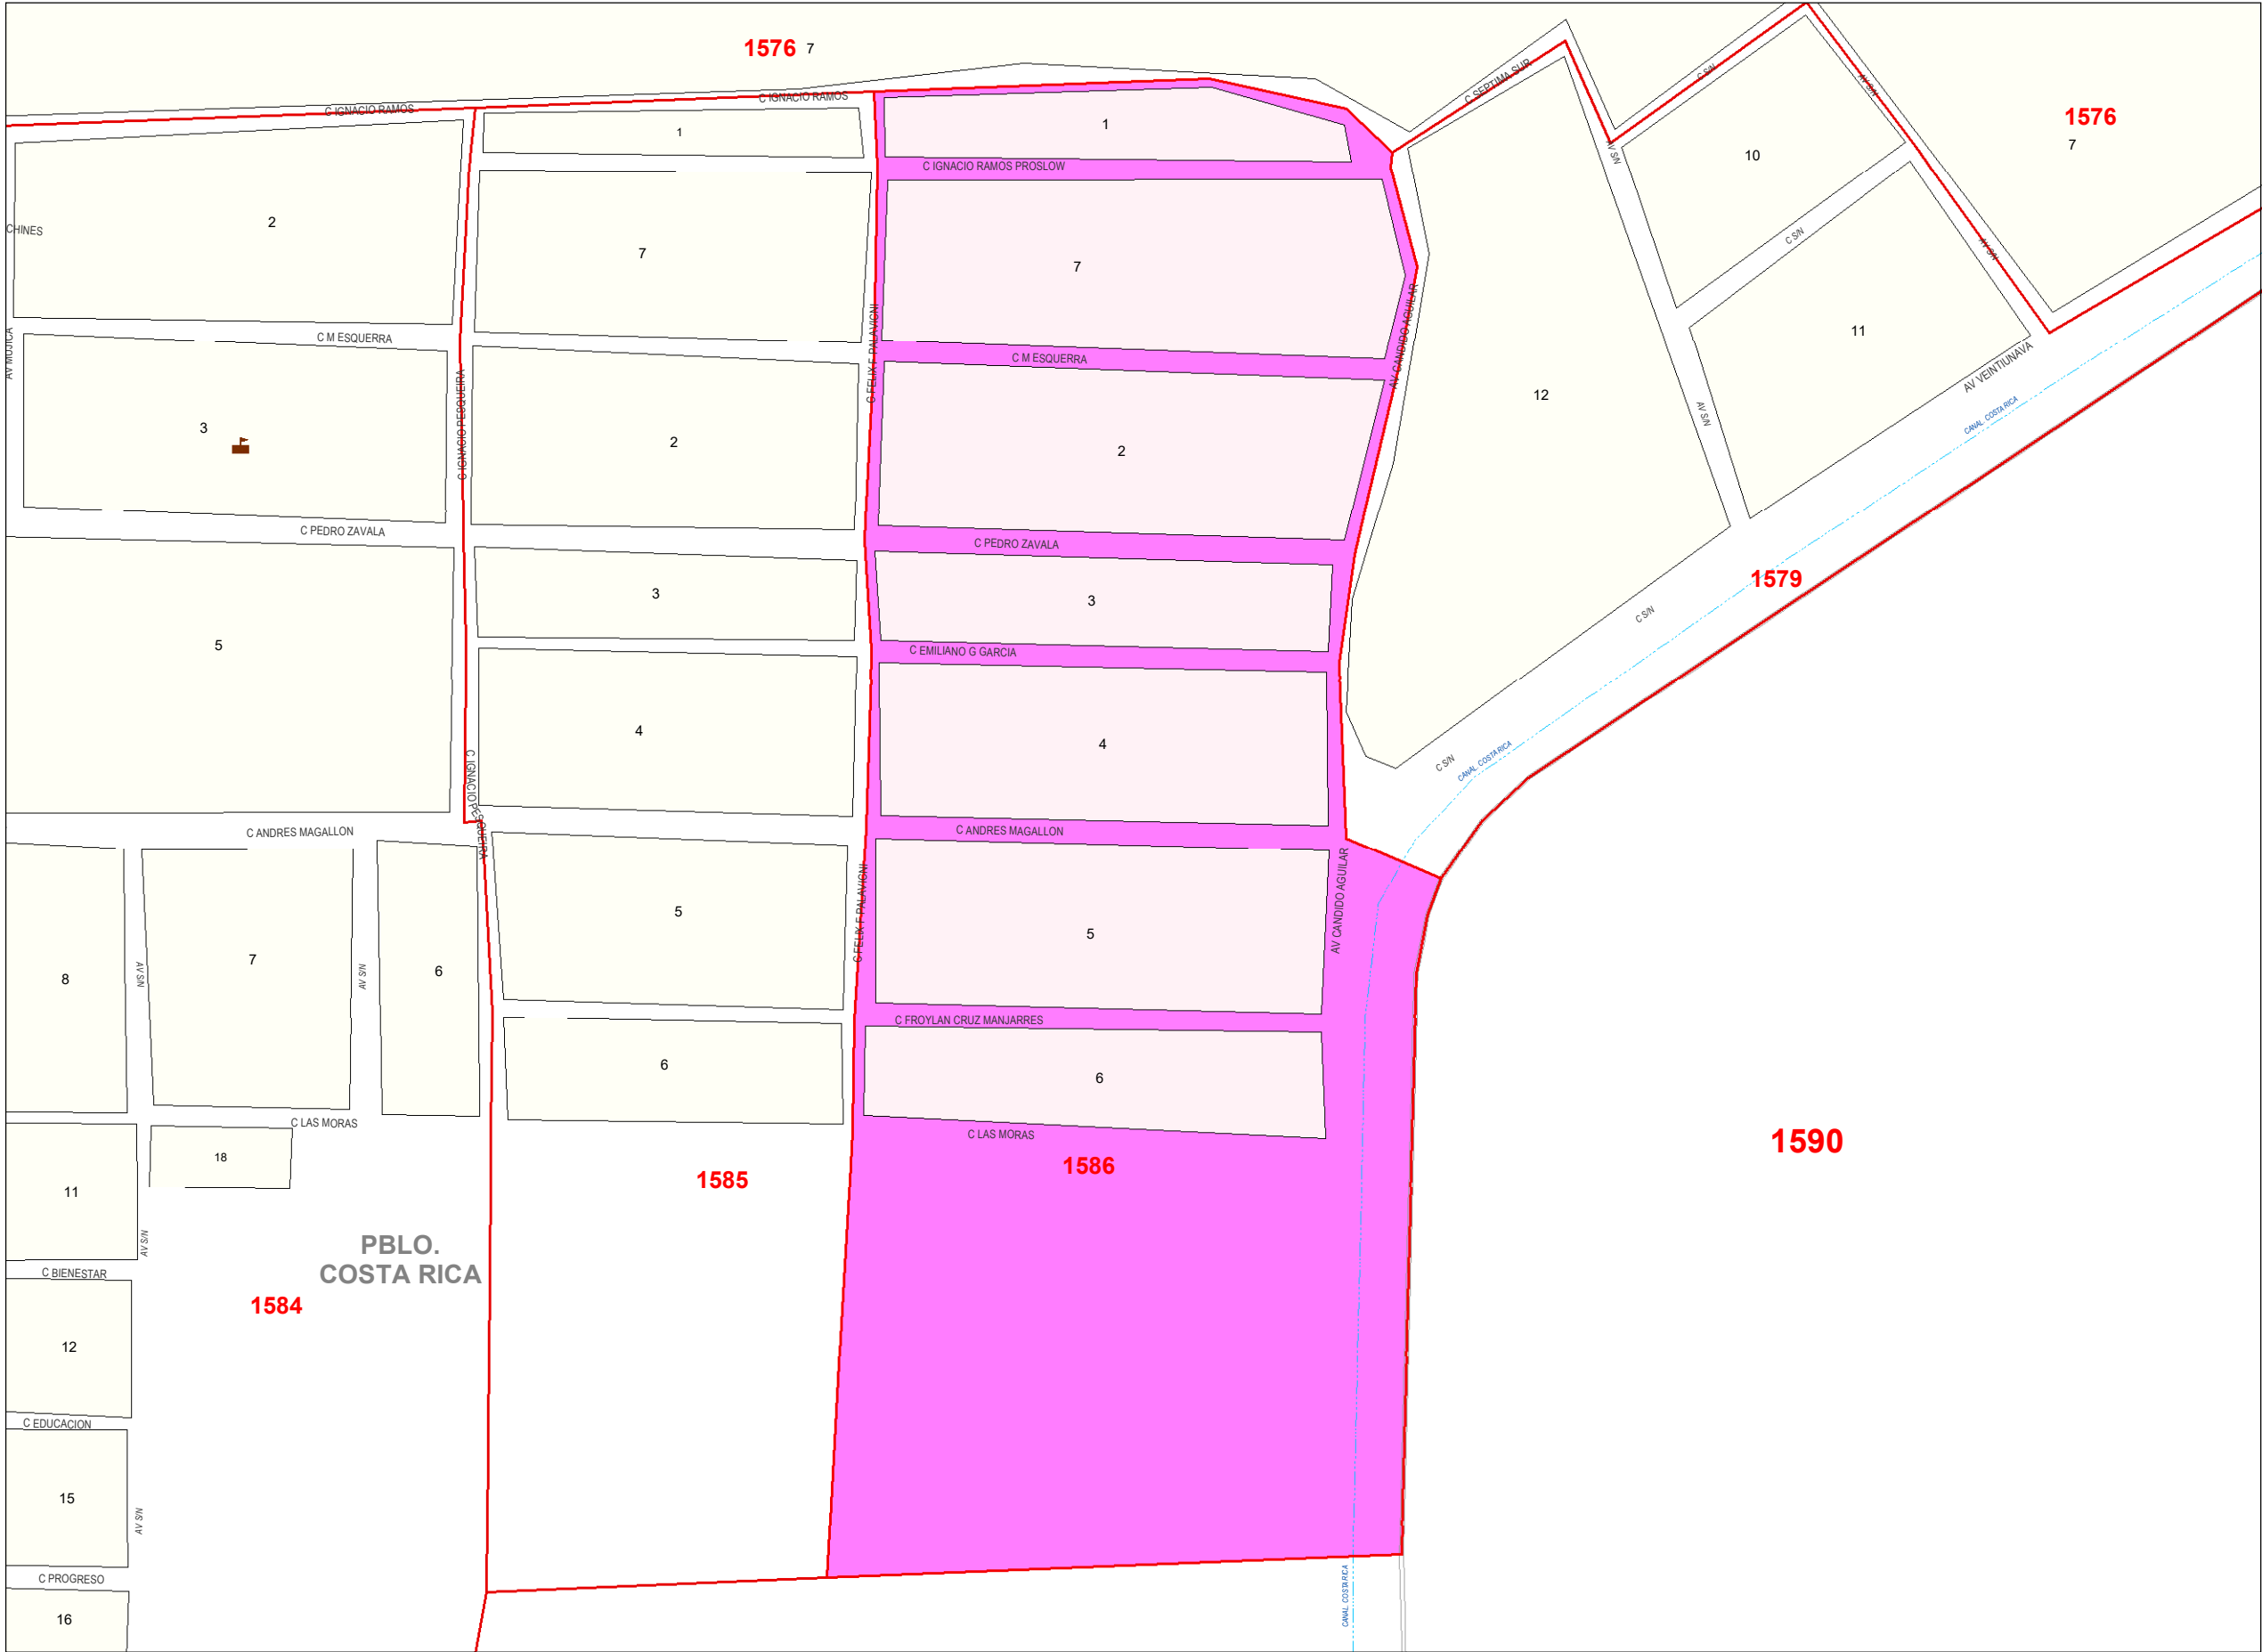 1576 7
C SEPTIMA SUR
C S/N
AV S/N
1576
7
C IGNACIO RAMOS
C IGNACIO RAMOS
1
1
10
AV S/N
C IGNACIO RAMOS PROSLOW
2
CHINES
7
7
C S/N
AV S/N
C M ESQUERRA
AV MUJICA
C FELIX F PALAVIGNI
C M ESQUERRA
AV CANDIDO AGUILAR
11
AV VEINTIUNAVA
12
AV S/N
CANAL COSTA RICA
3
C IGNACIO PESQUEIRA
2
2
C PEDRO ZAVALA
C PEDRO ZAVALA
1579
3
3
C S/N
5
C EMILIANO G GARCIA
4
4
C S/N
CANAL COSTA RICA
C IGNACIO PESQUEIRA
C ANDRES MAGALLON
C ANDRES MAGALLON
C FELIX F PALAVIGNI
AV CANDIDO AGUILAR
5
5
8
AV S/N
7
AV S/N
6
C FROYLAN CRUZ MANJARRES
6
6
C LAS MORAS
C LAS MORAS
18
1585
1586
1590
11
AV S/N
PBLO.
COSTA RICA
C BIENESTAR
1584
12
C EDUCACION
15
AV S/N
C PROGRESO
16
CANAL COSTA RICA